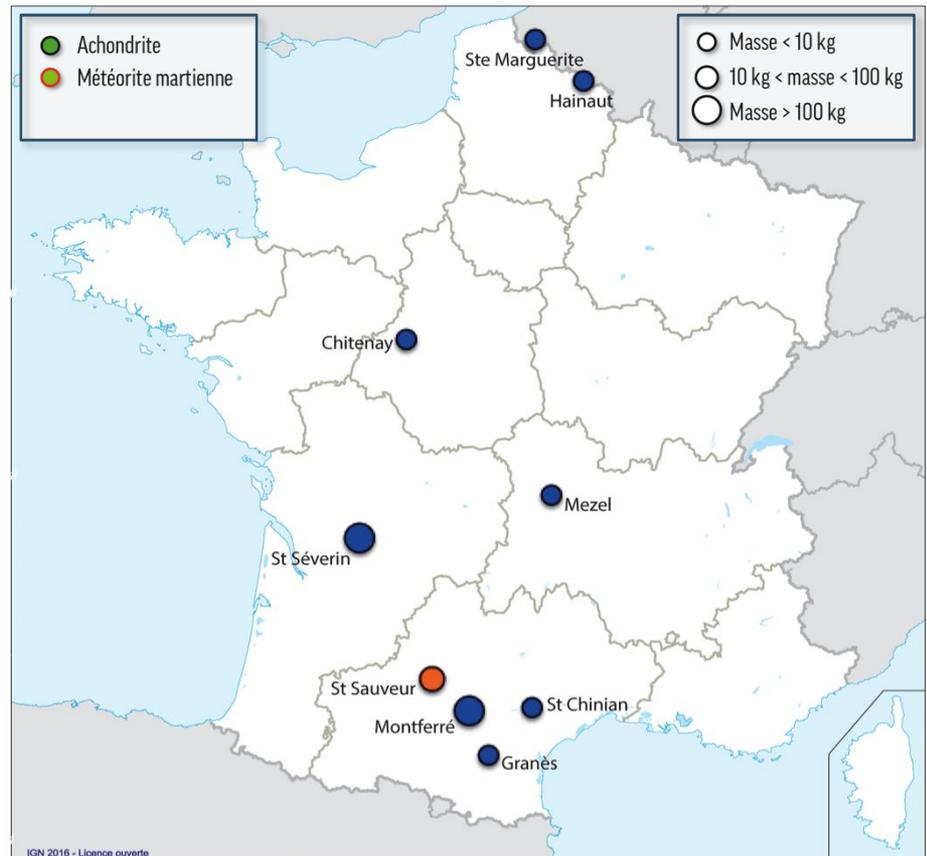 Achondrite
Météorite martienne
Masse < 10 kg
10 kg < masse < 100 kg
Masse > 100 kg
Ste Marguerite
Hainaut
Chitenay
Mezel
St Séverin
St Sauveur
St Chinian
Montferré
Granès
IGN 2016 - Licence ouverte